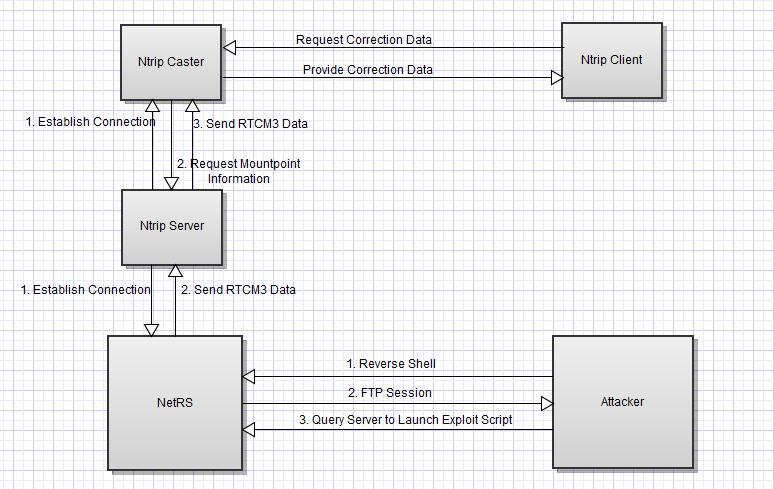 Ntrip Caster
Request Correction Data
Provide Correction Data
Ntrip Client
1. Establish Connection
3. Send RTCM3 Data
2. Request Mountpoint
Information
Ntrip Server
1. Establish Connection
2. Send RTCM3 Data
NetRS
1. Reverse Shell
2. FTP Session
3. Query Server to Launch Exploit Script
Attacker